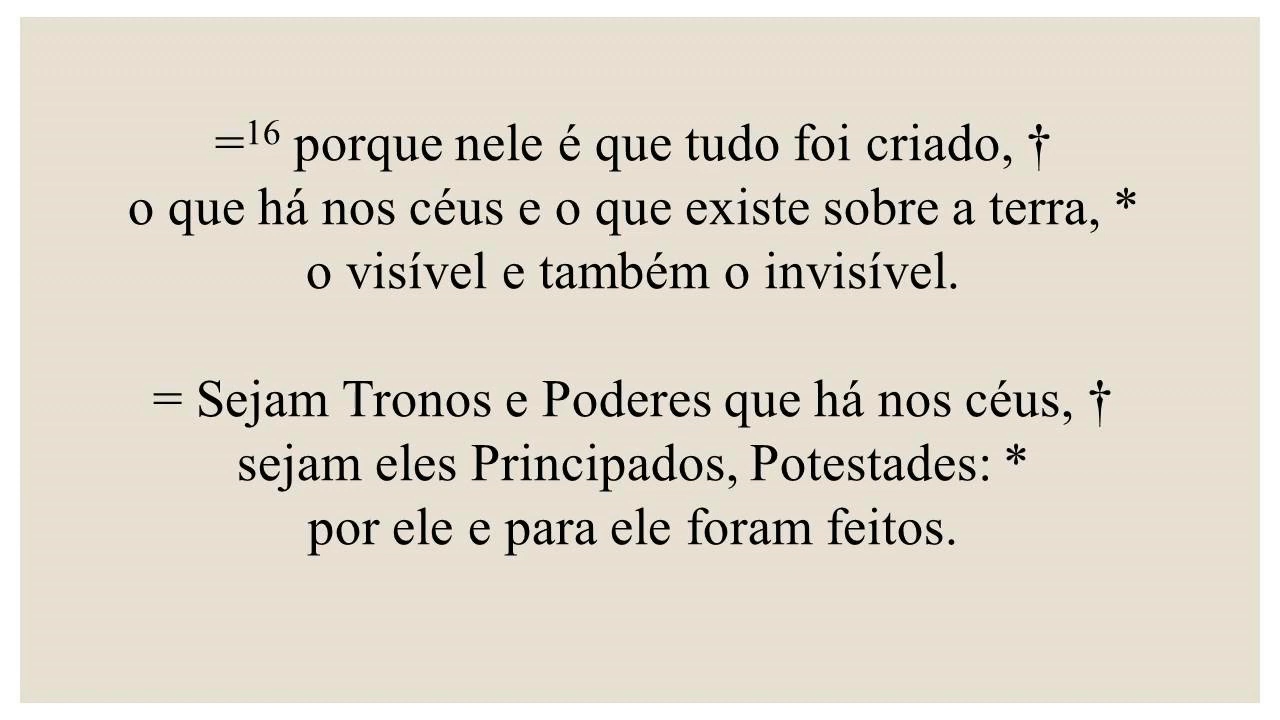 =16 porque nele é que tudo foi criado, †
o que há nos céus e o que existe sobre a terra, *
o visível e também o invisível.
= Sejam Tronos e Poderes que há nos céus, †
sejam eles Principados, Potestades: *
por ele e para ele foram feitos.